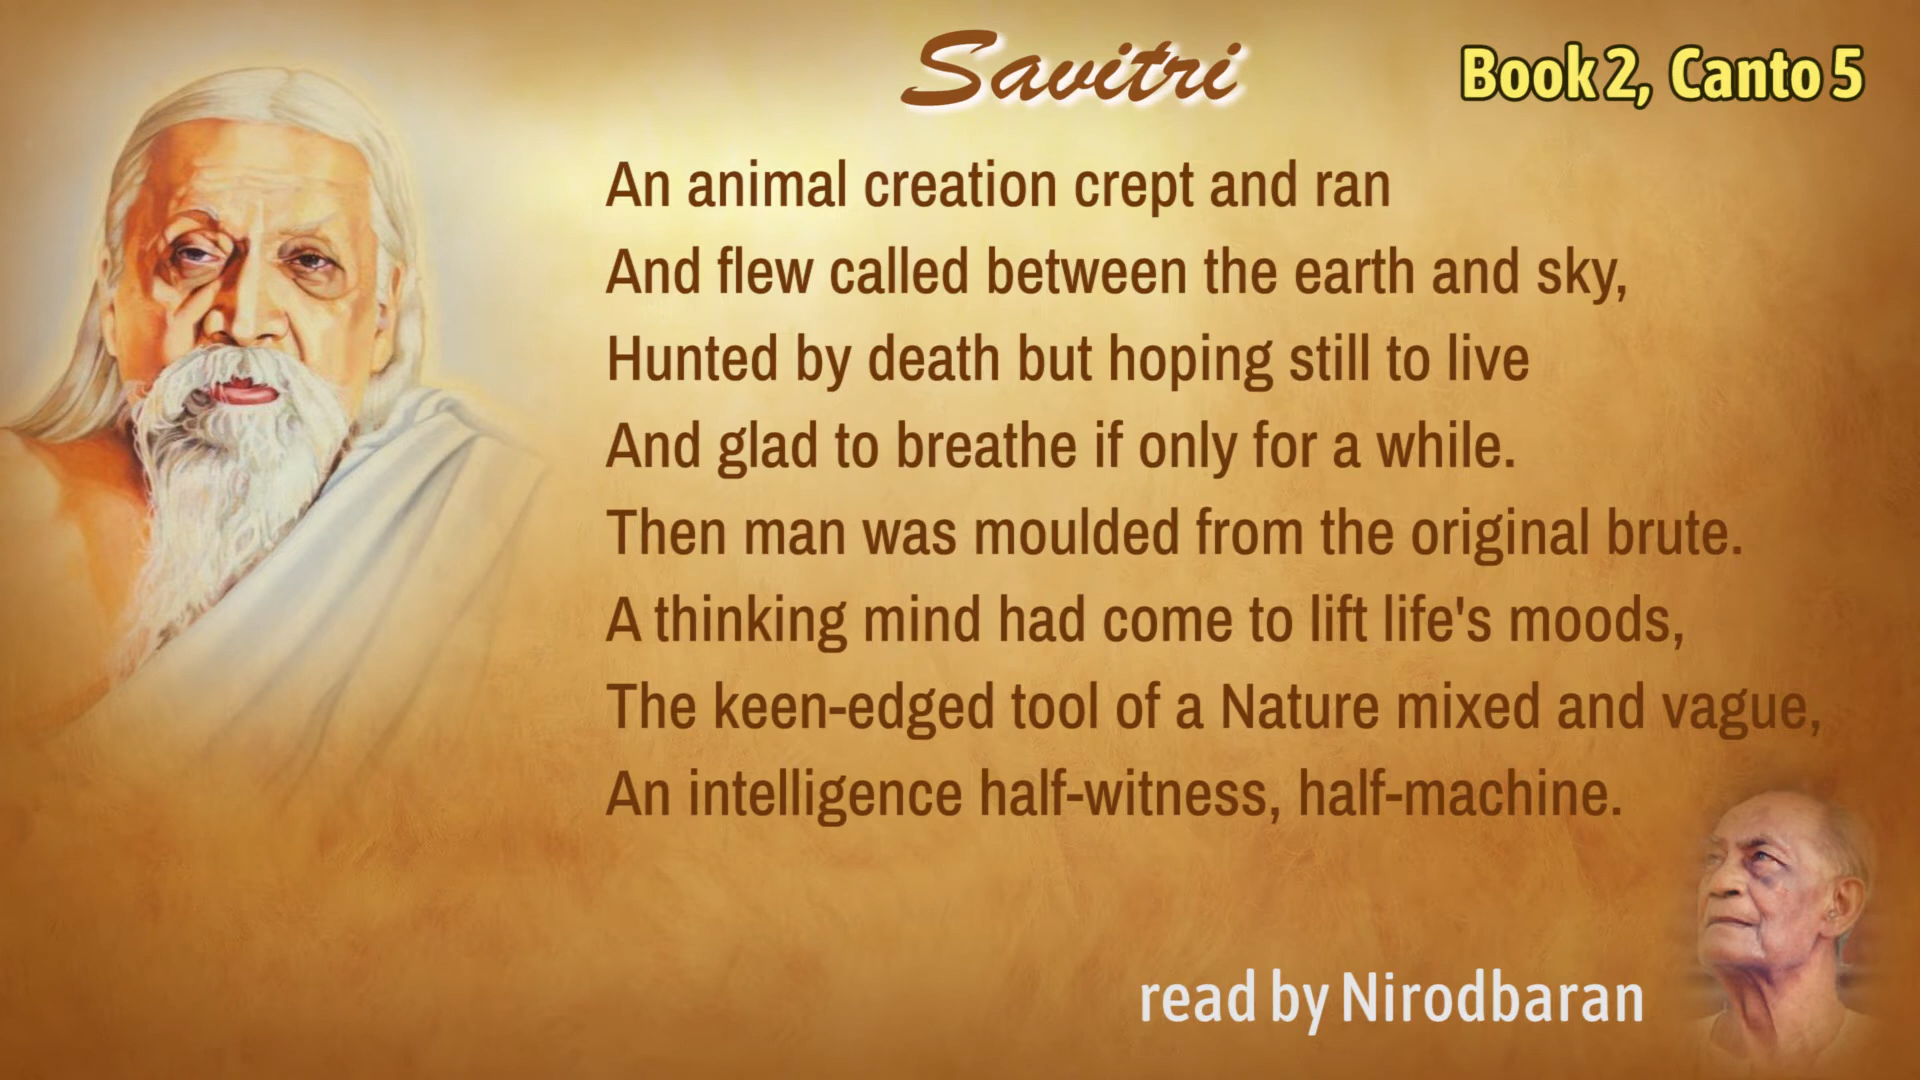 Savitri
Book 2, Canto 5
An animal creation crept and ran
And flew called between the earth and sky,
Hunted by death but hoping still to live
And glad to breathe if only for a while.
Then man was moulded from the original brute.
A thinking mind had come to lift life's moods,
The keen-edged tool of a Nature mixed and vague,
An intelligence half-witness, half-machine.
read by Nirodbaran